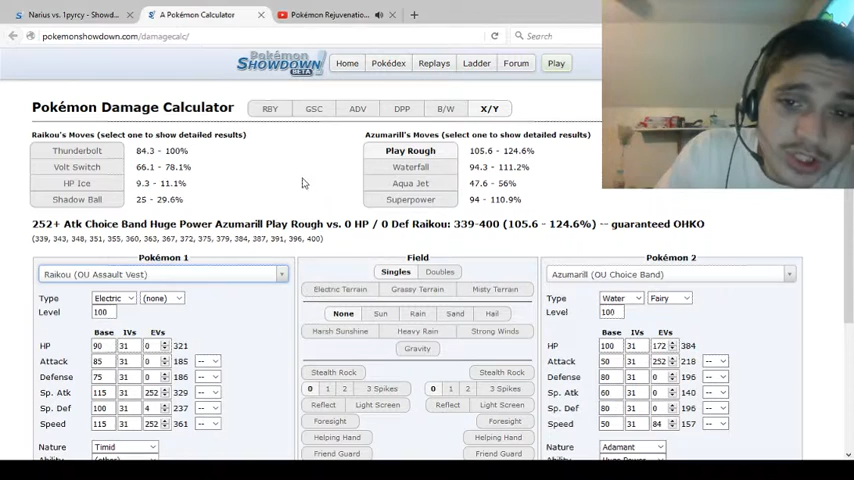 Narius vs. 1pyrcy - Showd...
A Pokémon Calculator
Pokémon Rejuvenatio...
pokemonshowdown.com/damagecalc/
Search
Pokémon
SHOWDOWN!
BETA
Home
Pokédex
Replays
Ladder
Forum
Play
Pokémon Damage Calculator
RBY
GSC
ADV
DPP
B/W
X/Y
Raikou's Moves (select one to show detailed results)
Thunderbolt 84.3 - 100%
Volt Switch 66.1 - 78.1%
HP Ice 9.3 - 11.1%
Shadow Ball 25 - 29.6%
Azumarill's Moves (select one to show detailed results)
Play Rough 105.6 - 124.6%
Waterfall 94.3 - 111.2%
Aqua Jet 47.6 - 56%
Superpower 94 - 110.9%
252+ Atk Choice Band Huge Power Azumarill Play Rough vs. 0 HP / 0 Def Raikou: 339-400 (105.6 - 124.6%) -- guaranteed OHKO
(339, 343, 348, 351, 355, 360, 363, 367, 372, 375, 379, 384, 387, 391, 396, 400)
Pokémon 1
Raikou (OU Assault Vest)
Type Electric (none)
Level 100
Base IVs EVs
HP 90 31 0 321
Attack 85 31 0 185 --
Defense 75 31 0 186 --
Sp. Atk 115 31 252 329 --
Sp. Def 100 31 4 237 --
Speed 115 31 252 361 --
Nature Timid
Field
Singles Doubles
Electric Terrain Grassy Terrain Misty Terrain
None Sun Rain Sand Hail
Harsh Sunshine Heavy Rain Strong Winds
Gravity
Stealth Rock Stealth Rock
0 1 2 3 Spikes 0 1 2 3 Spikes
Reflect Light Screen Reflect Light Screen
Foresight Foresight
Helping Hand Helping Hand
Friend Guard Friend Guard
Pokémon 2
Azumarill (OU Choice Band)
Type Water Fairy
Level 100
Base IVs EVs
HP 100 31 172 384
Attack 50 31 252 218 --
Defense 80 31 0 196 --
Sp. Atk 60 31 0 140 --
Sp. Def 80 31 0 196 --
Speed 50 31 84 157 --
Nature Adamant